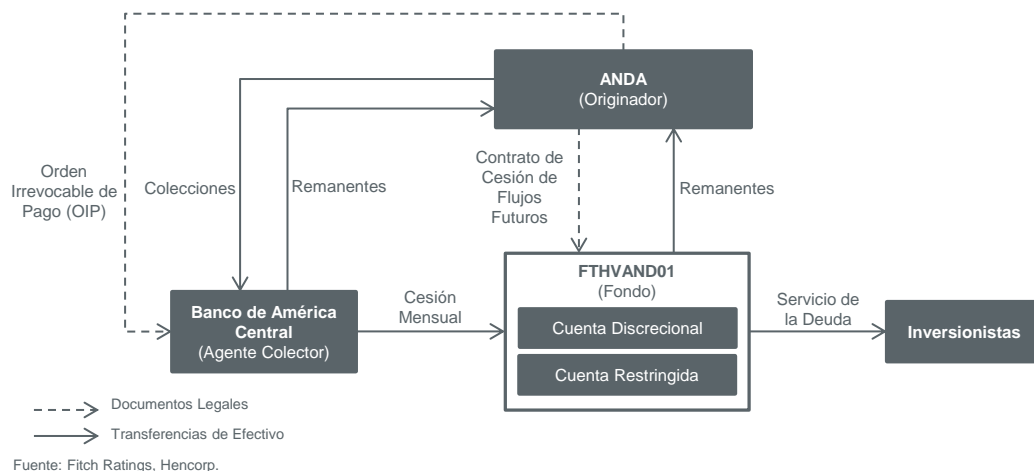 ANDA
(Originador)
Orden
Irrevocable de
Pago (OIP)
Colecciones
Remanentes
Contrato de
Cesión de
Flujos
Futuros
Remanentes
Banco de América
Central
(Agente Colector)
Cesión
Mensual
FTHVAND01
(Fondo)
Cuenta Discrecional
Cuenta Restringida
Servicio de
la Deuda
Inversionistas
Documentos Legales
Transferencias de Efectivo
Fuente: Fitch Ratings, Hencorp.